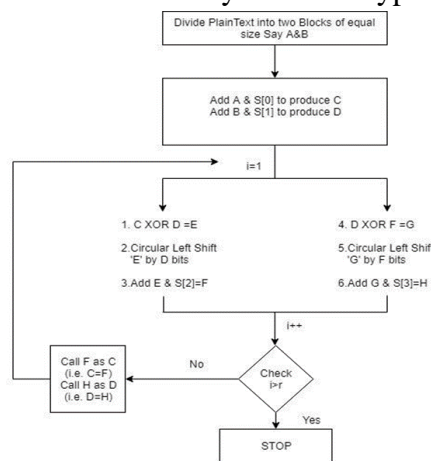 Divide PlainText into two Blocks of equal
size Say A&B
Add A & S[0] to produce C
Add B & S[1] to produce D
i=1
1. C XOR D =E
2.Circular Left Shift
'E' by D bits
3.Add E & S[2]=F
4. D XOR F =G
5.Circular Left Shif
'G' by F bits
6.Add G & S[3]=H
i++
Call F as C
(i.e. C=F)
Call H as D
(i.e. D=H)
No
Check
i>r
Yes
STOP